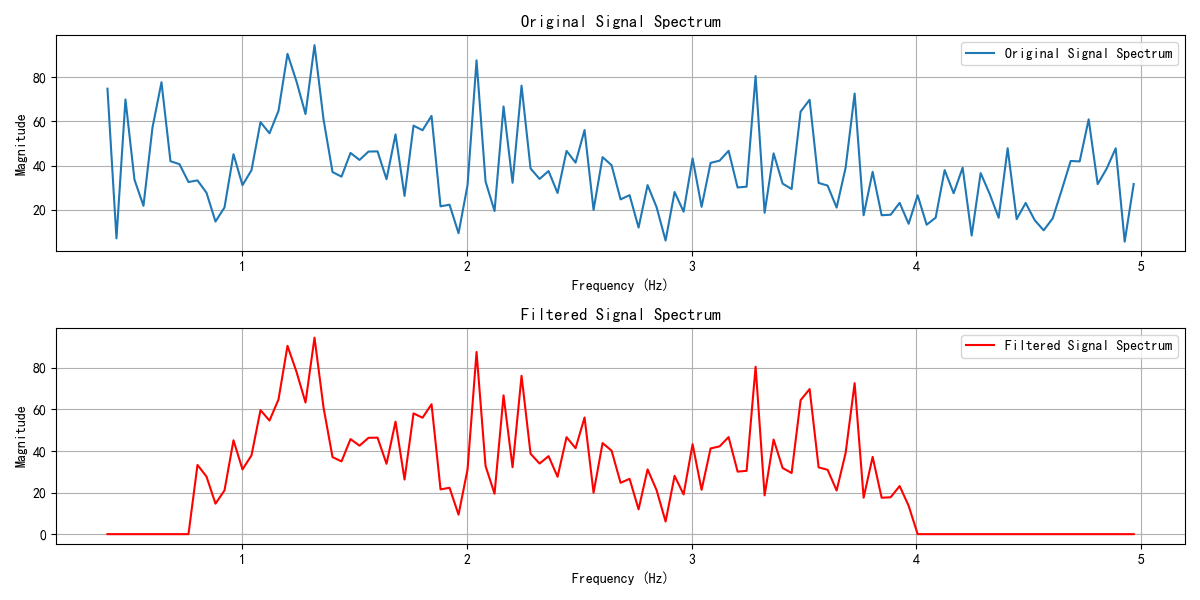 Original Signal Spectrum
Original Signal Spectrum
Magnitude
80
60
40
20
1 2 3 4 5
Frequency (Hz)
Filtered Signal Spectrum
Filtered Signal Spectrum
Magnitude
80
60
40
20
0
1 2 3 4 5
Frequency (Hz)